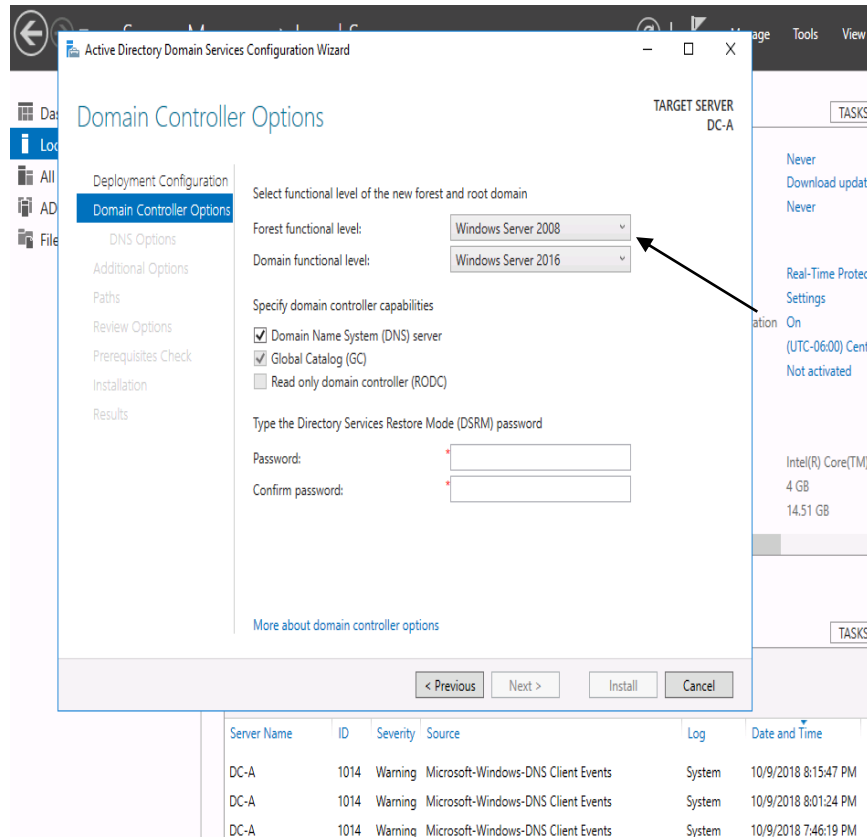 Manage Tools View
Active Directory Domain Services Configuration Wizard
Domain Controller Options
TARGET SERVER
DC-A
TASKS
All
Deployment Configuration
Domain Controller Options
DNS Options
Additional Options
Paths
Review Options
Prerequisites Check
Installation
Results
Select functional level of the new forest and root domain
Forest functional level: Windows Server 2008
Domain functional level: Windows Server 2016
Specify domain controller capabilities
Domain Name System (DNS) server
Global Catalog (GC)
Read only domain controller (RODC)
Type the Directory Services Restore Mode (DSRM) password
Password: *
Confirm password: *
More about domain controller options
< Previous Next > Install Cancel
Never
Download updat
Never
Real-Time Protec
Settings
ation On
(UTC-06:00) Cent
Not activated
Intel(R) Core(TM)
4 GB
14.51 GB
TASKS
Server Name ID Severity Source Log Date and Time
DC-A 1014 Warning Microsoft-Windows-DNS Client Events System 10/9/2018 8:15:47 PM
DC-A 1014 Warning Microsoft-Windows-DNS Client Events System 10/9/2018 8:01:24 PM
DC-A 1014 Warning Microsoft-Windows-DNS Client Events System 10/9/2018 7:46:19 PM